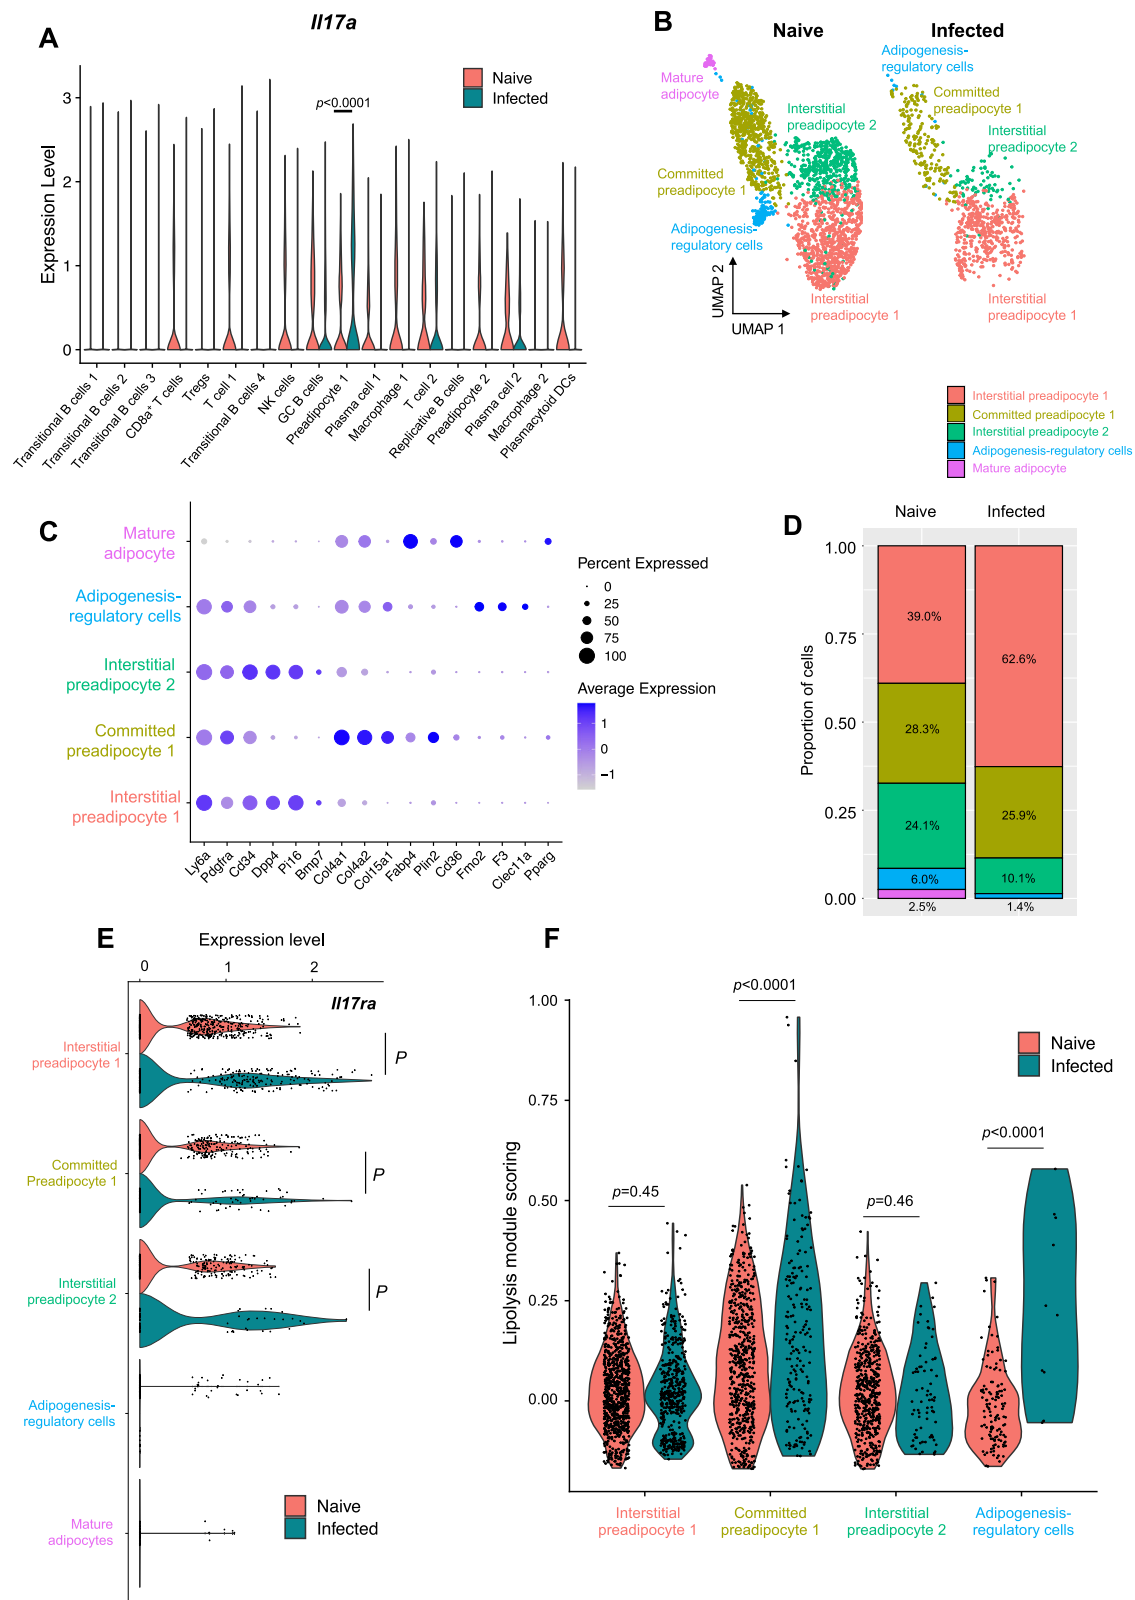 A
Il17a
Expression Level
3
2
1
0
p<0.0001
Naive
Infected
Transitional B cells 1
Transitional B cells 2
Transitional B cells 3
CD8a⁺ T cells
Tregs
T cell 1
Transitional B cells 4
NK cells
GC B cells
Preadipocyte 1
Plasma cell 1
Macrophage 1
T cell 2
Replicative B cells
Preadipocyte 2
Plasma cell 2
Macrophage 2
Plasmacytoid DCs
B
Naive
Infected
Mature
adipocyte
Interstitial
preadipocyte 2
Committed
preadipocyte 1
Adipogenesis-
regulatory cells
Interstitial
preadipocyte 1
UMAP 2
UMAP 1
Adipogenesis-
regulatory cells
Committed
preadipocyte 1
Interstitial
preadipocyte 2
Interstitial
preadipocyte 1
Interstitial preadipocyte 1
Committed preadipocyte 1
Interstitial preadipocyte 2
Adipogenesis-regulatory cells
Mature adipocyte
C
Mature
adipocyte
Adipogenesis-
regulatory cells
Interstitial
preadipocyte 2
Committed
preadipocyte 1
Interstitial
preadipocyte 1
Ly6a
Pdgfra
Cd34
Dpp4
Pi16
Bmp7
Col4a1
Col4a2
Col15a1
Fabp4
Plin2
Cd36
Fmo2
F3
Clec11a
Pparg
Percent Expressed
0
25
50
75
100
Average Expression
1
0
−1
D
Naive
Infected
Proportion of cells
1.00
0.75
0.50
0.25
0.00
39.0%
28.3%
24.1%
6.0%
2.5%
62.6%
25.9%
10.1%
1.4%
E
Expression level
0
1
2
Il17ra
Interstitial
preadipocyte 1
P
Committed
Preadipocyte 1
P
Interstitial
preadipocyte 2
P
Adipogenesis-
regulatory cells
Mature
adipocytes
Naive
Infected
F
Lipolysis module scoring
1.00
0.75
0.50
0.25
0.00
p=0.45
p<0.0001
p=0.46
p<0.0001
Naive
Infected
Interstitial
preadipocyte 1
Committed
preadipocyte 1
Interstitial
preadipocyte 2
Adipogenesis-
regulatory cells